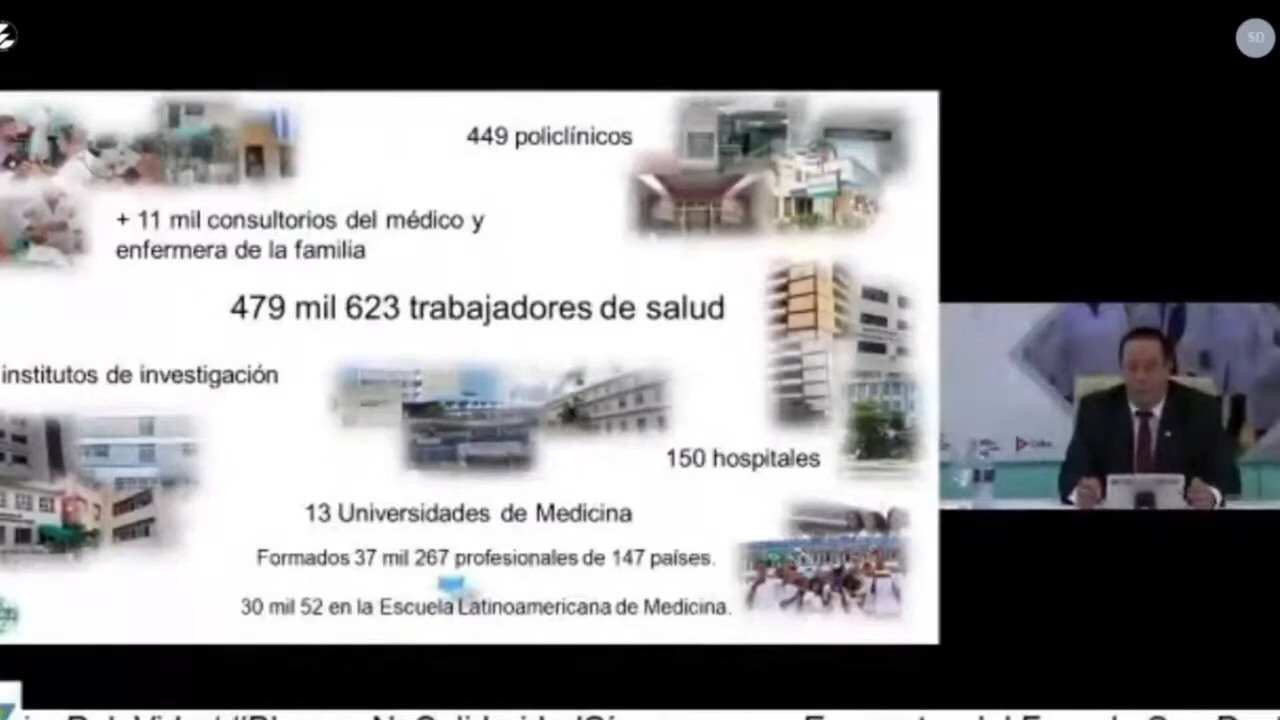 SD
449 policlínicos
+ 11 mil consultorios del médico y
enfermera de la familia
479 mil 623 trabajadores de salud
institutos de investigación
150 hospitales
13 Universidades de Medicina
Formados 37 mil 267 profesionales de 147 países.
30 mil 52 en la Escuela Latinoamericana de Medicina.